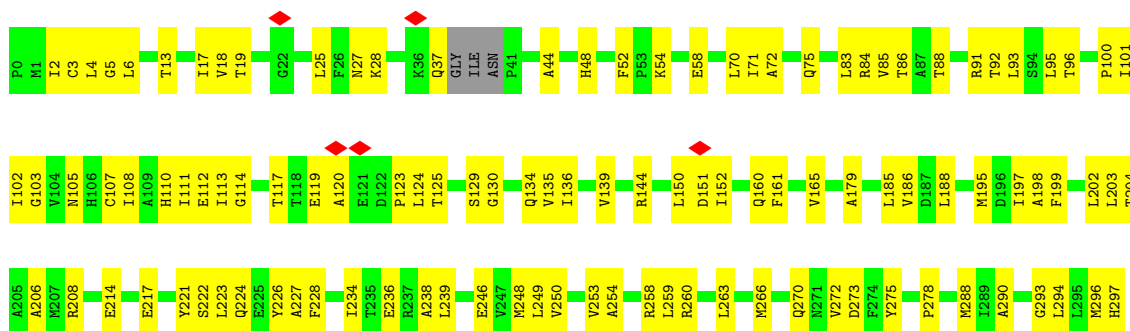 P0 M1 I2 C3 L4 G5 L6 T13 I17 V18 T19 G22 L25 F26 N27 K28 K36 Q37 GLY ILE ASN P41 A44 H48 F52 P53 K54 E58 L70 I71 A72 Q75 L83 R84 V85 T86 A87 T88 R91 T92 L93 S94 L95 T96 P100 I101
I102 G103 V104 N105 H106 C107 I108 A109 H110 I111 E112 I113 G114 T117 T118 E119 A120 E121 D122 P123 L124 T125 S129 G130 Q134 V135 I136 V139 R144 L150 D151 I152 Q160 F161 V165 A179 L185 V186 D187 L188 M195 D196 I197 A198 F199 L202 L203 T204
A205 A206 M207 R208 E214 E217 Y221 S222 L223 Q224 E225 Y226 A227 F228 I234 T235 E236 R237 A238 L239 E246 V247 M248 L249 V250 V253 A254 R258 L259 R260 L263 M266 Q270 N271 V272 D273 F274 Y275 P278 M288 I289 A290 G293 L294 L295 M296 H297